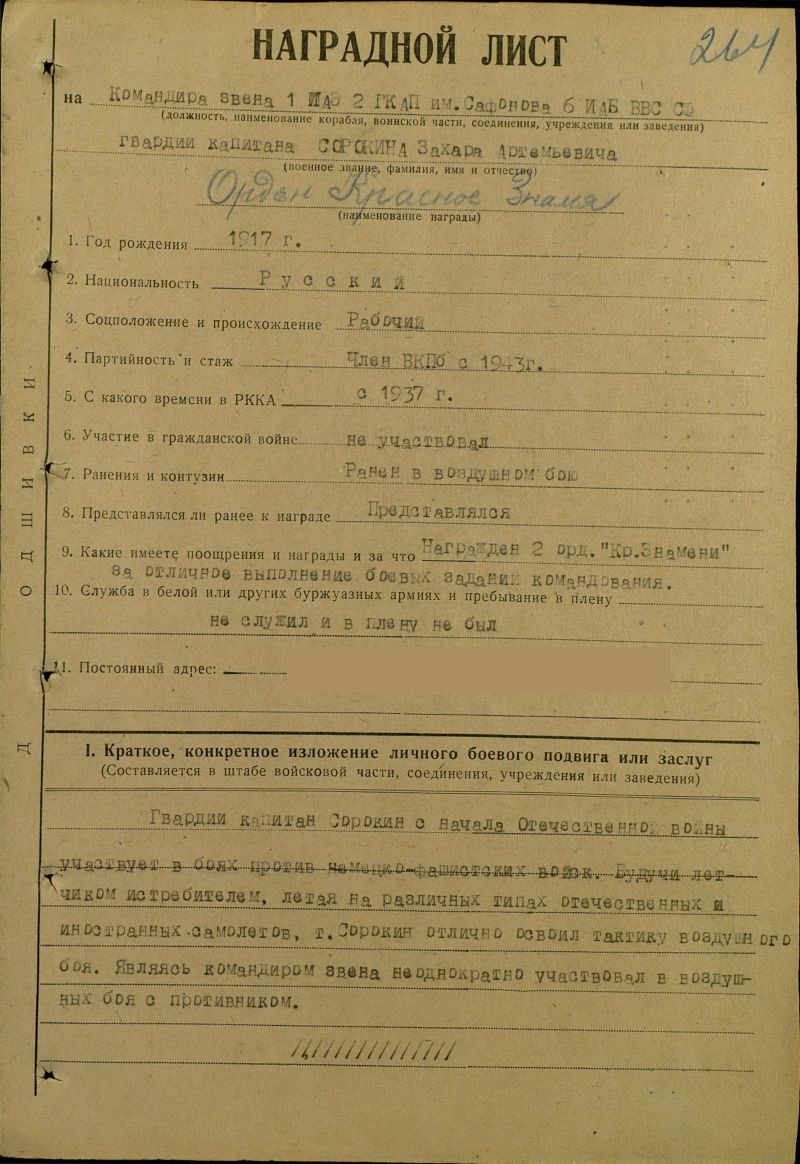 НАГРАДНОЙ ЛИСТ
264
на Командира звена 1 ИАЭ 2 ГКАП им.Сафонова 6 ИАБ ВВС СФ
(должность, наименование корабля, воинской части, соединения, учреждения или заведения)
гвардии капитана СОРОКИНА Захара Артемьевича
(военное звание, фамилия, имя и отчество)
Орден Красное Знамя
(наименование награды)
1. Год рождения 1917 г.
2. Национальность Русский
3. Соцположение и происхождение Рабочий
4. Партийность и стаж Член ВКПб с 1943г.
5. С какого времени в РККА с 1937 г.
6. Участие в гражданской войне не участвовал
7. Ранения и контузии Ранен в воздушном бою
8. Представлялся ли ранее к награде Представлялся
9. Какие имеете поощрения и награды и за что Награжден 2 орд. "Кр.Знамени"
за отличное выполнение боевых заданий командования.
10. Служба в белой или других буржуазных армиях и пребывание в плену
не служил и в плену не был
11. Постоянный адрес:
I. Краткое, конкретное изложение личного боевого подвига или заслуг
(Составляется в штабе войсковой части, соединения, учреждения или заведения)
Гвардии капитан Сорокин с начала Отечественной войны
участвует в боях против немецко-фашистских войск. Будучи лет-
чиком истребителем, летая на различных типах отечественных и
иностранных самолетов, т.Сорокин отлично освоил тактику воздушного
боя. Являясь командиром звена неоднократно участвовал в воздуш-
ных боя с противником.
/////////////
ПОДШИВКИ
Д